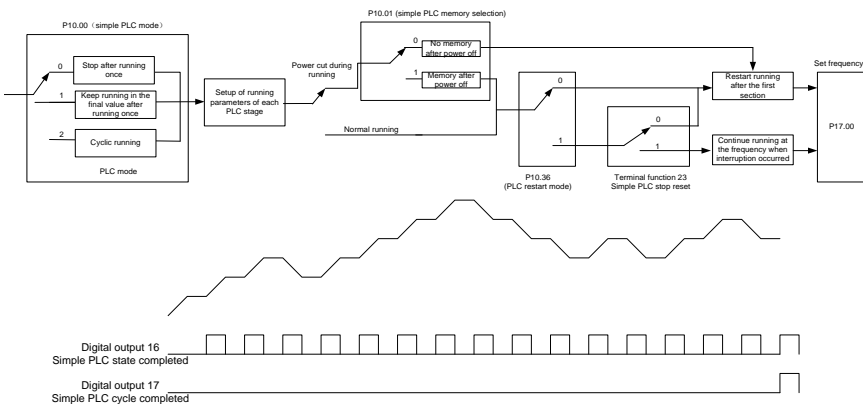 P10.00（simple PLC mode）
0
Stop after running
once
1
Keep running in the
final value after
running once
2
Cyclic running
PLC mode
Setup of running
parameters of each
PLC stage
Power cut during
running
Normal running
P10.01 (simple PLC memory selection)
0
No memory
after power off
1
Memory after
power off
0
1
P10.36
(PLC restart mode)
0
1
Terminal function 23
Simple PLC stop reset
Restart running
after the first
section
Continue running at
the frequency when
interruption occurred
Set frequency
P17.00
Digital output 16
Simple PLC state completed
Digital output 17
Simple PLC cycle completed